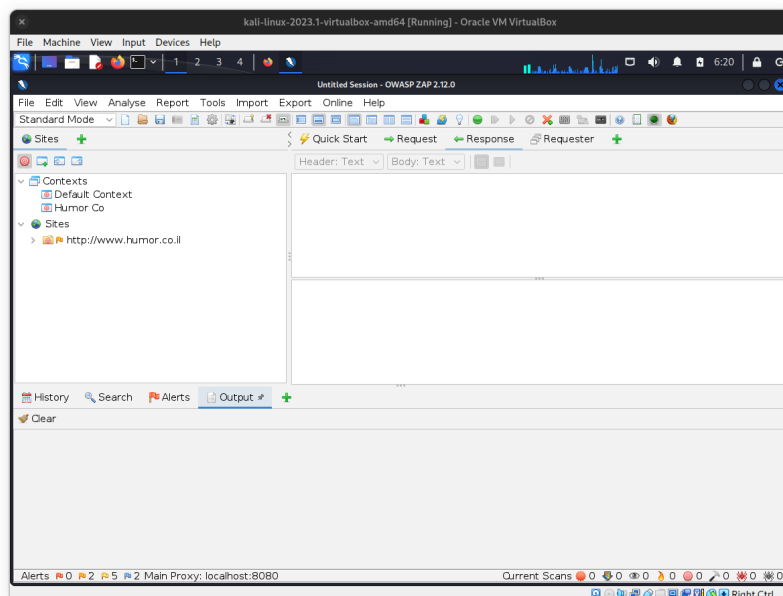 kali-linux-2023.1-virtualbox-amd64 [Running] - Oracle VM VirtualBox
File Machine View Input Devices Help
1 2 3 4 6:20
Untitled Session - OWASP ZAP 2.12.0
File Edit View Analyse Report Tools Import Export Online Help
Standard Mode
Sites Quick Start Request Response Requester
Header: Text Body: Text
Contexts
Default Context
Humor Co
Sites
http://www.humor.co.il
History Search Alerts Output
Clear
Alerts 0 2 5 2 Main Proxy: localhost:8080 Current Scans 0 0 0 0 0 0 0 0
Right Ctrl